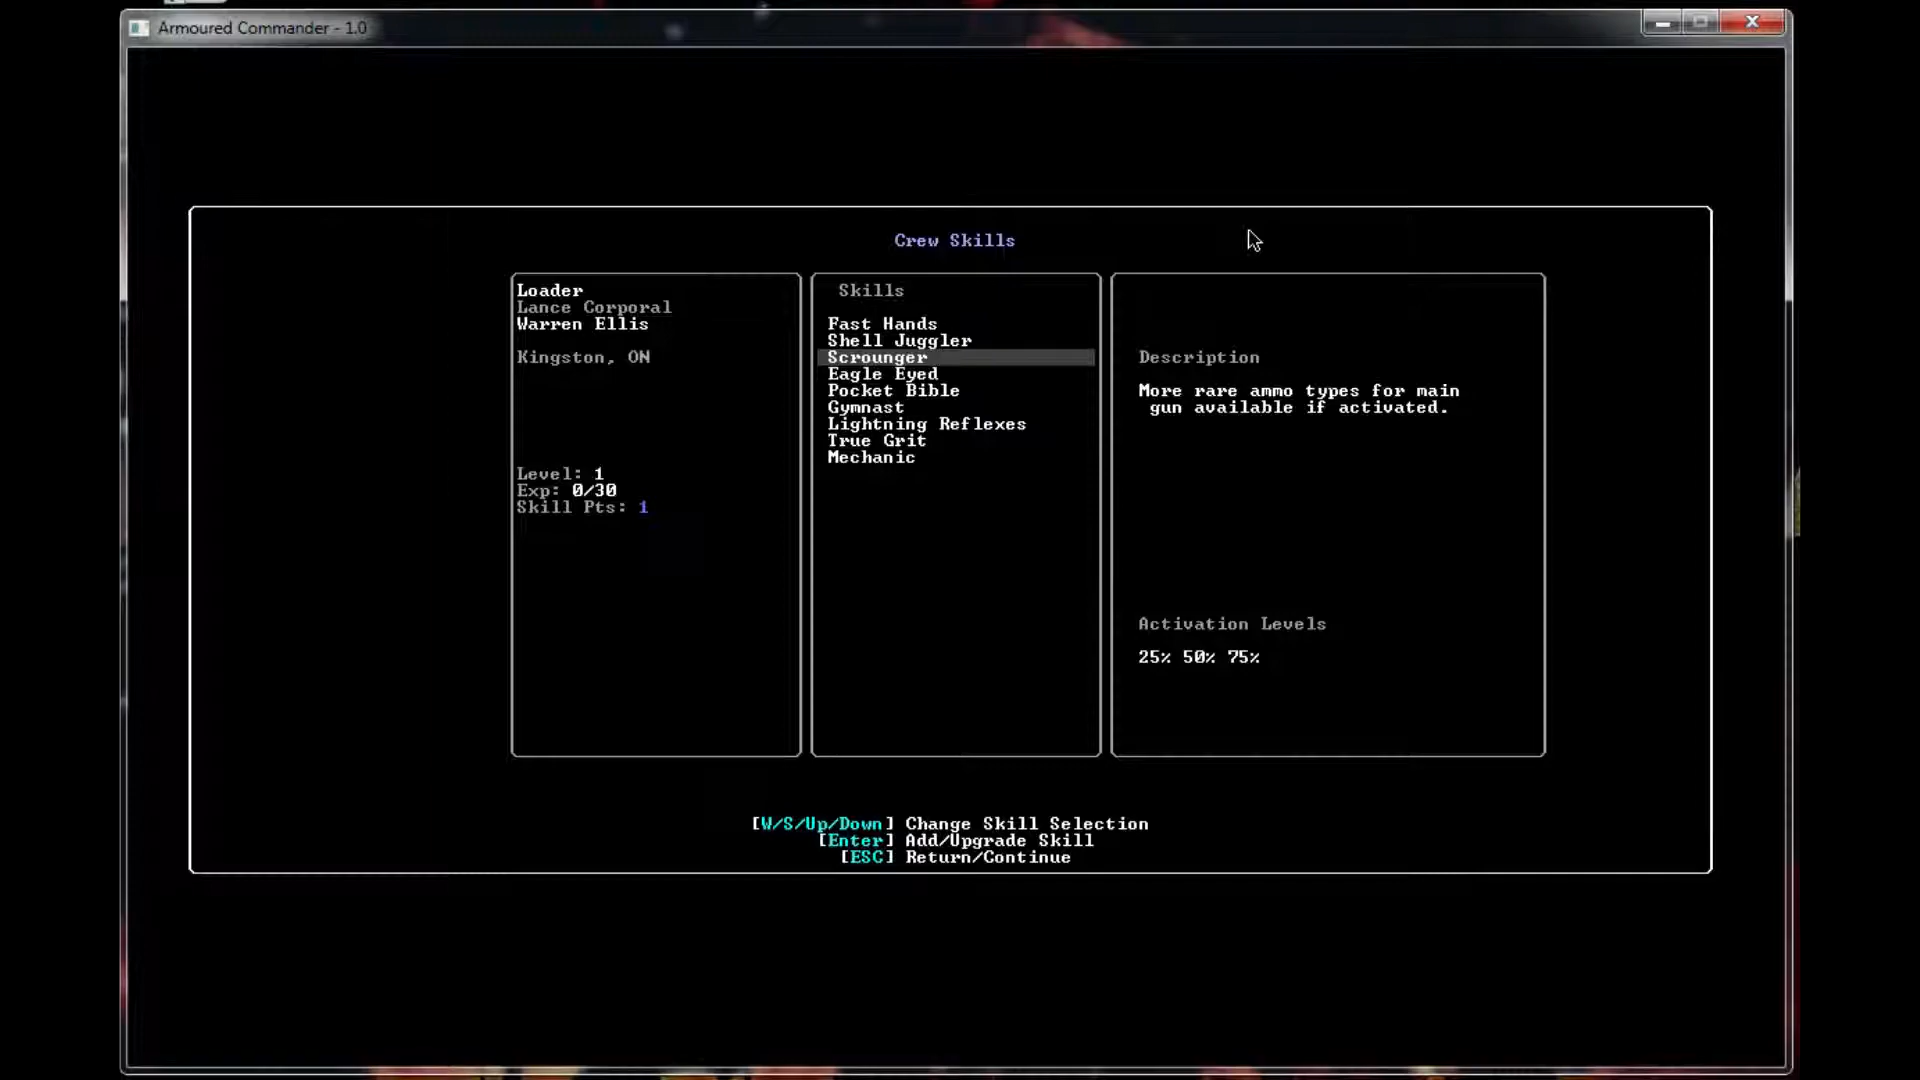 Armoured Commander - 1.0
Crew Skills
Loader
Lance Corporal
Warren Ellis
Kingston, ON
Level: 1
Exp: 0/30
Skill Pts: 1
Skills
Fast Hands
Shell Juggler
Scrounger
Eagle Eyed
Pocket Bible
Gymnast
Lightning Reflexes
True Grit
Mechanic
Description
More rare ammo types for main
gun available if activated.
Activation Levels
25% 50% 75%
[W/S/Up/Down] Change Skill Selection
[Enter] Add/Upgrade Skill
[ESC] Return/Continue